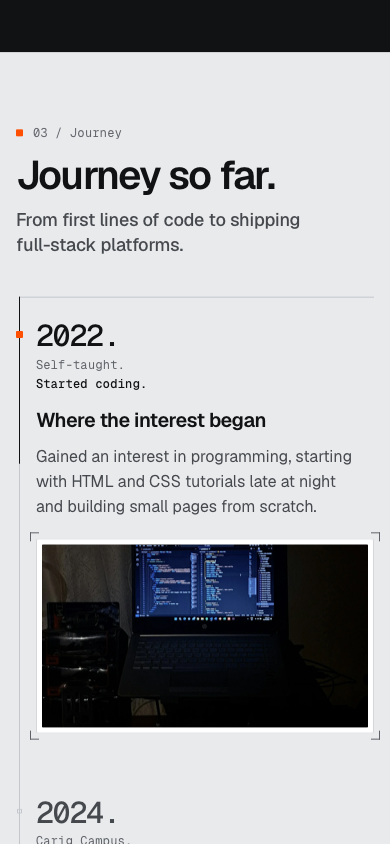 03 / Journey
Journey so far.
From first lines of code to shipping
full-stack platforms.
2022.
Self-taught.
Started coding.
Where the interest began
Gained an interest in programming, starting
with HTML and CSS tutorials late at night
and building small pages from scratch.
2024.
Carig Campus.